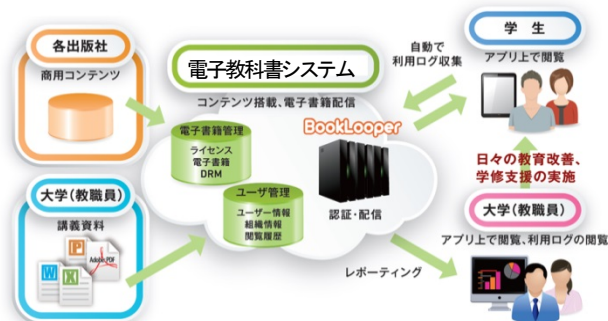 各出版社
商用コンテンツ
大学(教職員)
講義資料
P
W
X
Adobe PDF
電子教科書システム
コンテンツ搭載、電子書籍配信
BookLooper
電子書籍管理
ライセンス
電子書籍
DRM
ユーザ管理
ユーザー情報
組織情報
閲覧履歴
認証・配信
自動で
利用ログ収集
レポーティング
学 生
アプリ上で閲覧
日々の教育改善、
学修支援の実施
大学(教職員)
アプリ上で閲覧、利用ログの閲覧